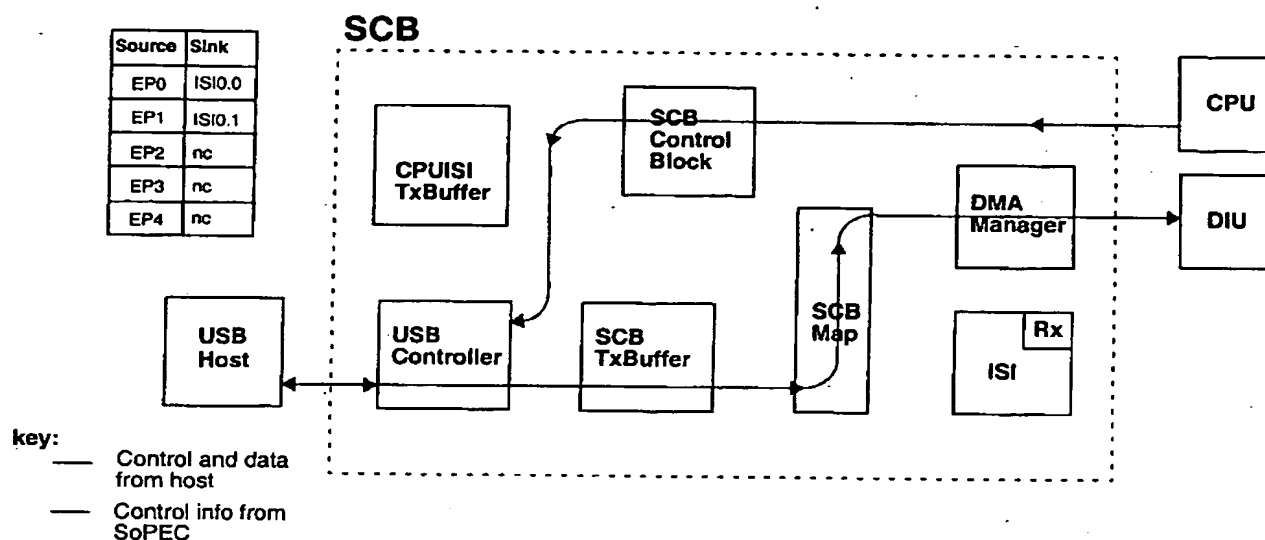 SCB
Source Sink
EP0 ISI0.0
EP1 ISI0.1
EP2 nc
EP3 nc
EP4 nc
CPUISI
TxBuffer
SCB
Control
Block
CPU
DMA
Manager
DIU
USB
Host
USB
Controller
SCB
TxBuffer
SCB
Map
Rx
ISI
key:
Control and data
from host
Control info from
SoPEC